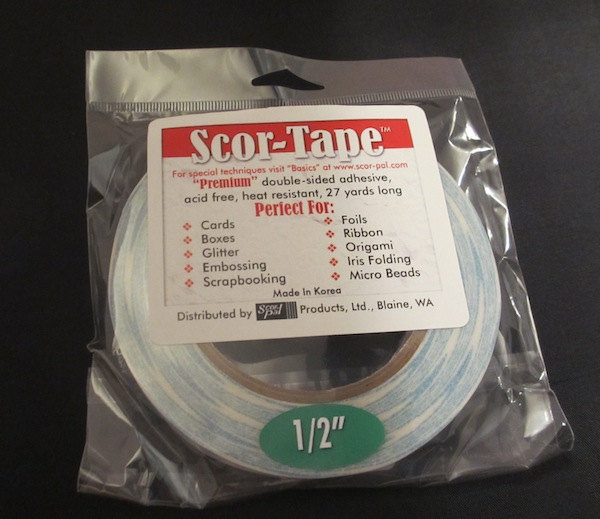 Scor-Tape™
For special techniques visit "Basics" at www.scor-pal.com
"Premium" double-sided adhesive,
acid free, heat resistant, 27 yards long
Perfect For:
❖ Cards
❖ Boxes
❖ Glitter
❖ Embossing
❖ Scrapbooking
❖ Foils
❖ Ribbon
❖ Origami
❖ Iris Folding
❖ Micro Beads
Made In Korea
Distributed by Scor-Pal Products, Ltd., Blaine, WA
1/2"